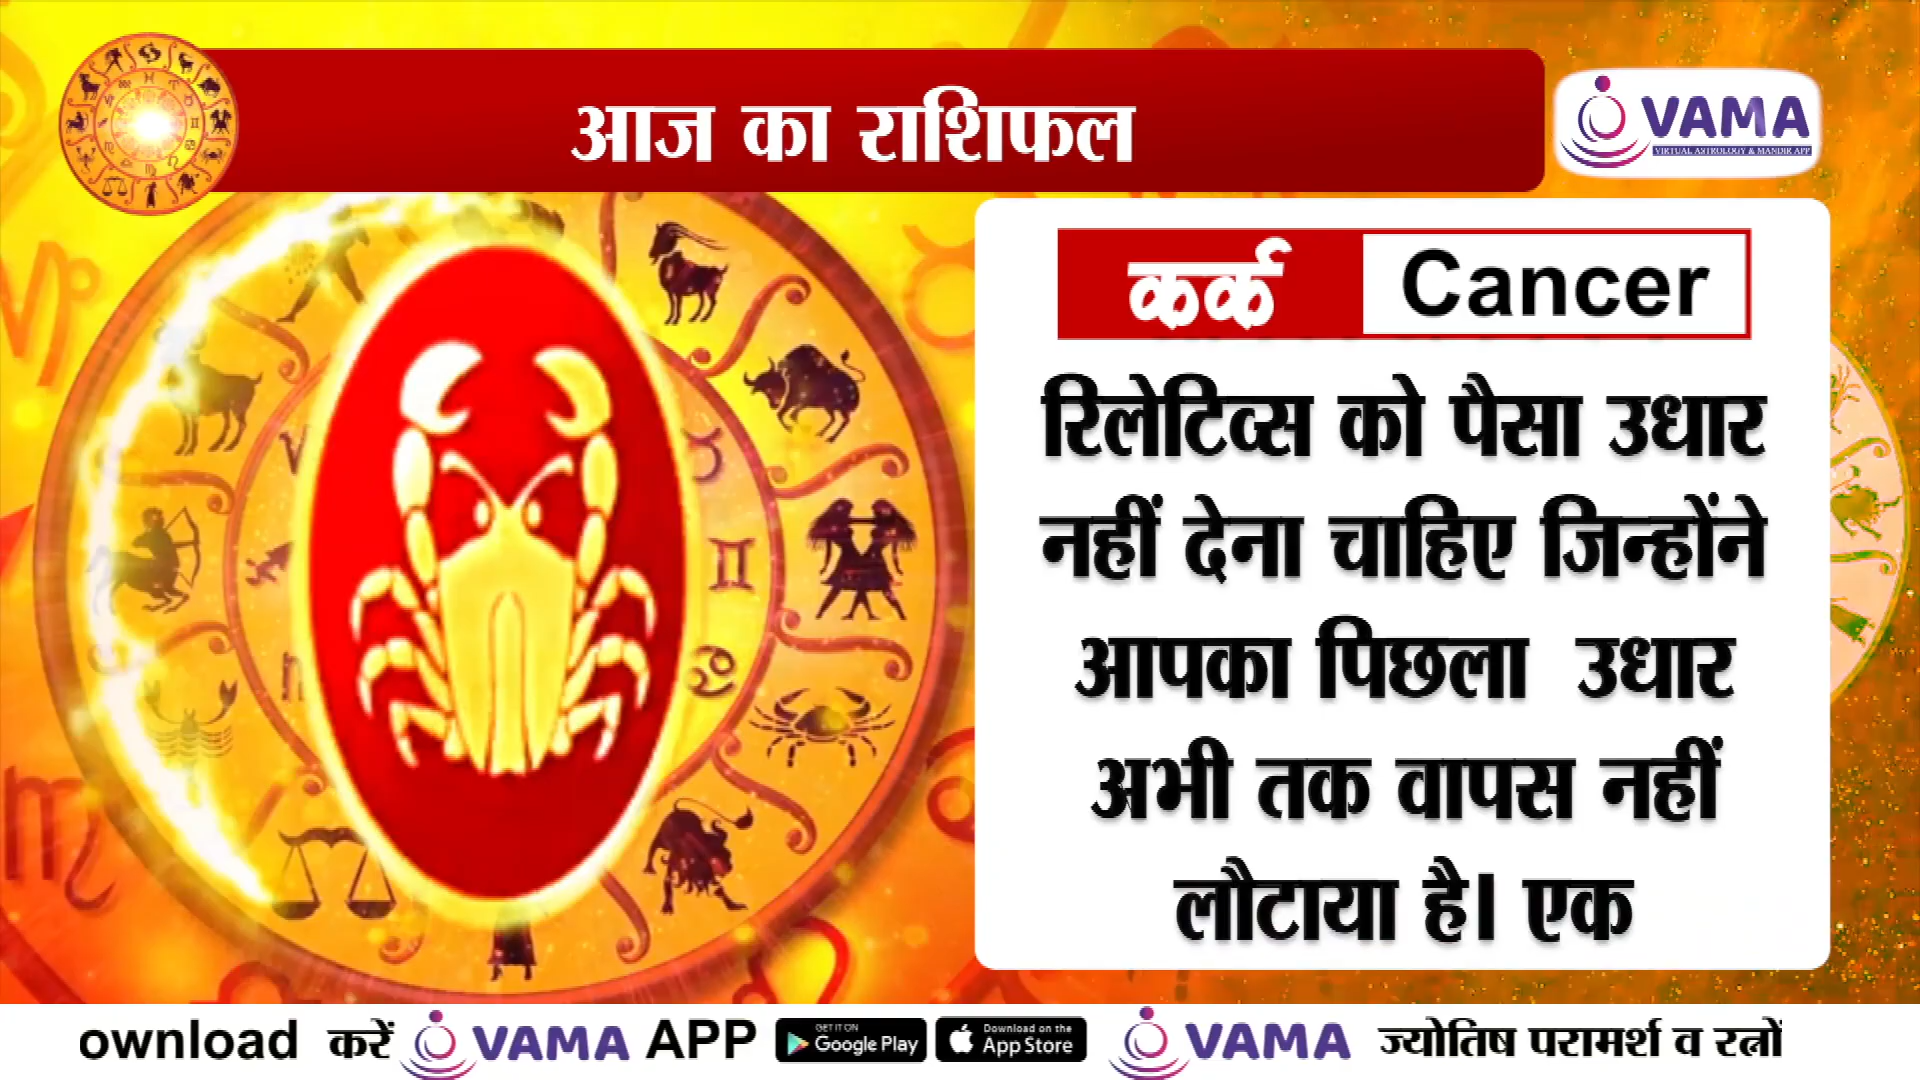 आज का राशिफल
VAMA
VIRTUAL ASTROLOGY & MANDIR APP
कर्क Cancer
रिलेटिव्स को पैसा उधार
नहीं देना चाहिए जिन्होंने
आपका पिछला उधार
अभी तक वापस नहीं
लौटाया है। एक
ownload करें VAMA APP GET IT ON Google Play Download on the App Store VAMA ज्योतिष परामर्श व रत्नों